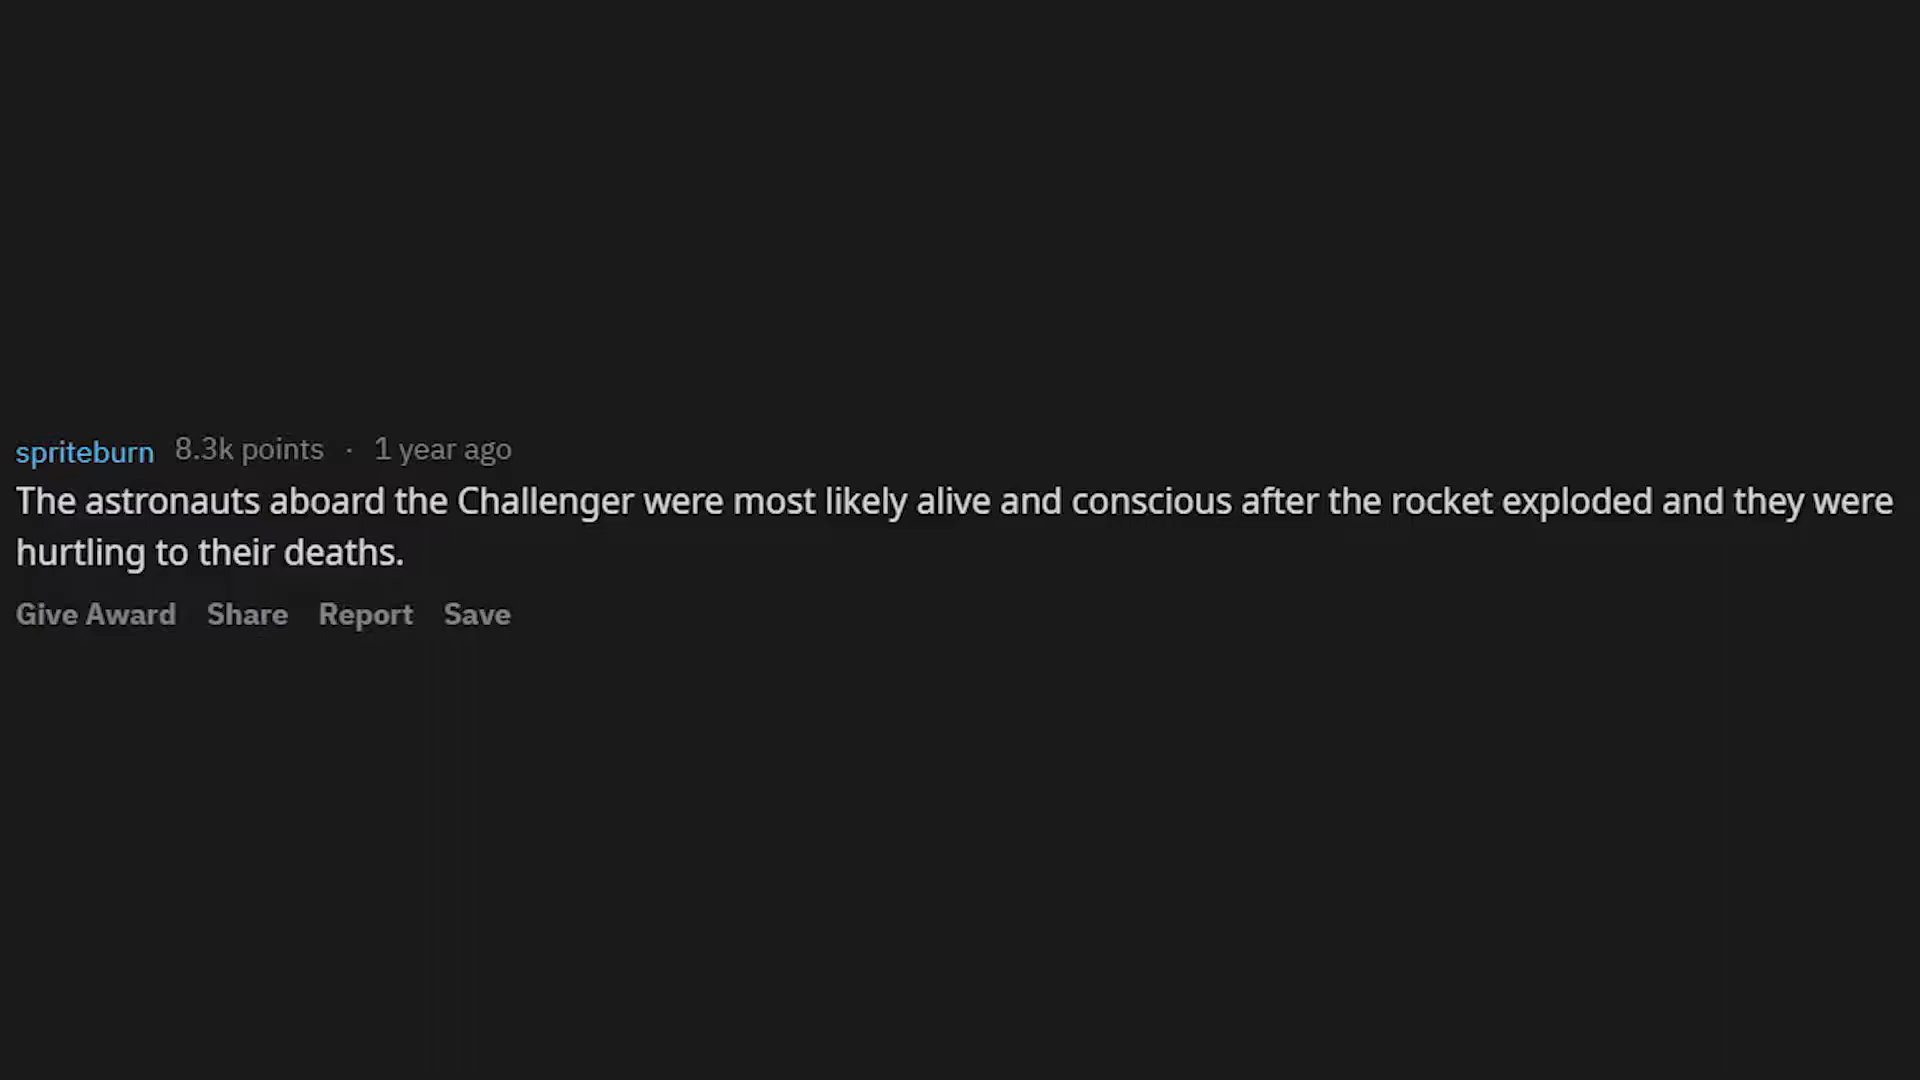 spriteburn 8.3k points · 1 year ago
The astronauts aboard the Challenger were most likely alive and conscious after the rocket exploded and they were
hurtling to their deaths.
Give Award Share Report Save